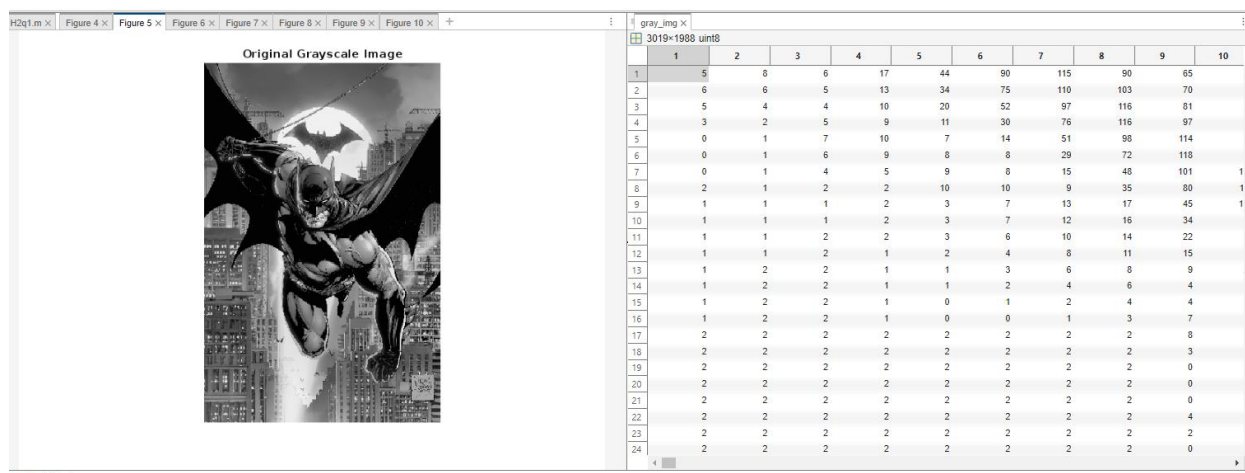 H2q1.m × Figure 4 × Figure 5 × Figure 6 × Figure 7 × Figure 8 × Figure 9 × Figure 10 × +
Original Grayscale Image
gray_img ×
3019×1988 uint8
1 2 3 4 5 6 7 8 9 10
1 5 8 6 17 44 90 115 90 65
2 6 6 5 13 34 75 110 103 70
3 5 4 4 10 20 52 97 116 81
4 3 2 5 9 11 30 76 116 97
5 0 1 7 10 7 14 51 98 114
6 0 1 6 9 8 8 29 72 118
7 0 1 4 5 9 8 15 48 101 1
8 2 1 2 2 10 10 9 35 80 1
9 1 1 1 2 3 7 13 17 45 1
10 1 1 1 2 3 7 12 16 34
11 1 1 2 2 3 6 10 14 22
12 1 1 2 1 2 4 8 11 15
13 1 2 2 1 1 3 6 8 9
14 1 2 2 1 1 2 4 6 4
15 1 2 2 1 0 1 2 4 4
16 1 2 2 1 0 0 1 3 7
17 2 2 2 2 2 2 2 2 8
18 2 2 2 2 2 2 2 2 3
19 2 2 2 2 2 2 2 2 0
20 2 2 2 2 2 2 2 2 0
21 2 2 2 2 2 2 2 2 0
22 2 2 2 2 2 2 2 2 4
23 2 2 2 2 2 2 2 2 2
24 2 2 2 2 2 2 2 2 0